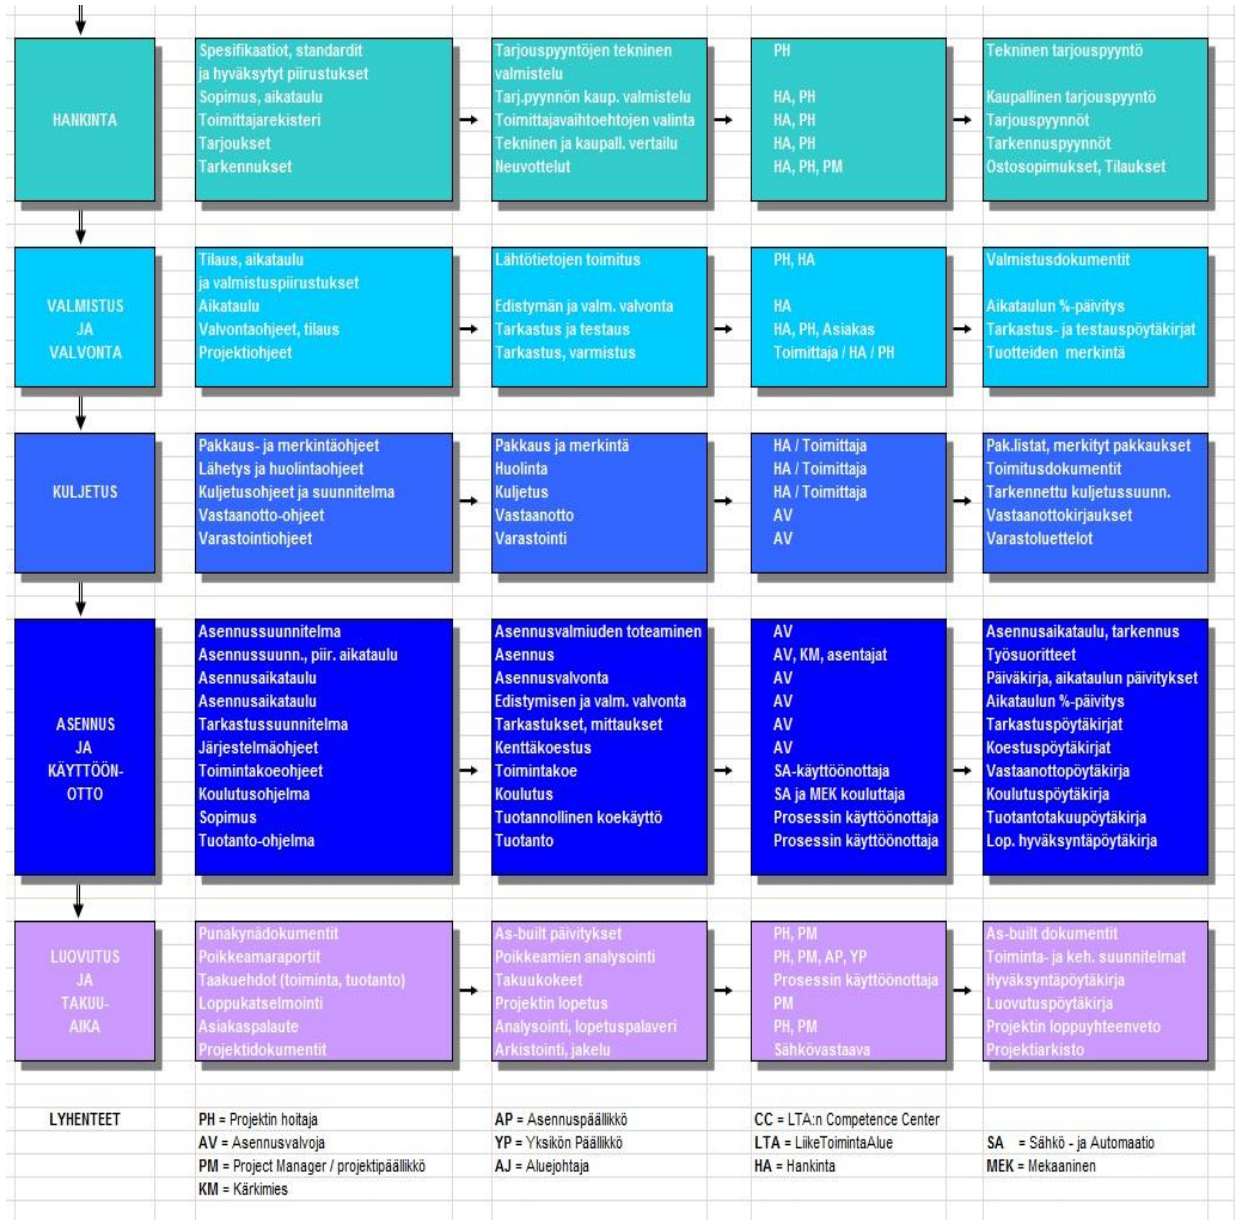 HANKINTA
Spesifikaatiot, standardit
ja hyväksytyt piirustukset
Sopimus, aikataulu
Toimittajarekisteri
Tarjoukset
Tarkennukset
Tarjouspyyntöjen tekninen
valmistelu
Tarj.pyynnön kaup. valmistelu
Toimittajavaihtoehtojen valinta
Tekninen ja kaupall. vertailu
Neuvottelut
PH
HA, PH
HA, PH
HA, PH
HA, PH, PM
Tekninen tarjouspyyntö
Kaupallinen tarjouspyyntö
Tarjouspyynnöt
Tarkennuspyynnöt
Ostosopimukset, Tilaukset
VALMISTUS
JA
VALVONTA
Tilaus, aikataulu
ja valmistuspiirustukset
Aikataulu
Valvontaohjeet, tilaus
Projektiohjeet
Lähtötietojen toimitus
Edistymän ja valm. valvonta
Tarkastus ja testaus
Tarkastus, varmistus
PH, HA
HA
HA, PH, Asiakas
Toimittaja / HA / PH
Valmistusdokumentit
Aikataulun %-päivitys
Tarkastus- ja testauspöytäkirjat
Tuotteiden merkintä
KULJETUS
Pakkaus- ja merkintäohjeet
Lähetys ja huolintaohjeet
Kuljetusohjeet ja suunnitelma
Vastaanotto-ohjeet
Varastointiohjeet
Pakkaus ja merkintä
Huolinta
Kuljetus
Vastaanotto
Varastointi
HA / Toimittaja
HA / Toimittaja
HA / Toimittaja
AV
AV
Pak.listat, merkityt pakkaukset
Toimitusdokumentit
Tarkennettu kuljetussuunn.
Vastaanottokirjaukset
Varastoluettelot
ASENNUS
JA
KÄYTTÖÖN-
OTTO
Asennussuunnitelma
Asennussuunn., piir. aikataulu
Asennusaikataulu
Asennusaikataulu
Tarkastussuunnitelma
Järjestelmäohjeet
Toimintakoeohjeet
Koulutusohjelma
Sopimus
Tuotanto-ohjelma
Asennusvalmiuden toteaminen
Asennus
Asennusvalvonta
Edistymisen ja valm. valvonta
Tarkastukset, mittaukset
Kenttäkoestus
Toimintakoe
Koulutus
Tuotannollinen koekäyttö
Tuotanto
AV
AV, KM, asentajat
AV
AV
AV
AV
SA-käyttöönottaja
SA ja MEK kouluttaja
Prosessin käyttöönottaja
Prosessin käyttöönottaja
Asennusaikataulu, tarkennus
Työsuoritteet
Päiväkirja, aikataulun päivitykset
Aikataulun %-päivitys
Tarkastuspöytäkirjat
Koestuspöytäkirjat
Vastaanottopöytäkirja
Koulutuspöytäkirja
Tuotantotakuupöytäkirja
Lop. hyväksyntäpöytäkirja
LUOVUTUS
JA
TAKUU-
AIKA
Punakynädokumentit
Poikkeamaraportit
Taakuehdot (toiminta, tuotanto)
Loppukatselmointi
Asiakaspalaute
Projektidokumentit
As-built päivitykset
Poikkeamien analysointi
Takuukokeet
Projektin lopetus
Analysointi, lopetuspalaveri
Arkistointi, jakelu
PH, PM
PH, PM, AP, YP
Prosessin käyttöönottaja
PM
PH, PM
Sähkövastaava
As-built dokumentit
Toiminta- ja keh. suunnitelmat
Hyväksyntäpöytäkirja
Luovutuspöytäkirja
Projektin loppuyhteenveto
Projektiarkisto
LYHENTEET
PH = Projektin hoitaja
AV = Asennusvalvoja
PM = Project Manager / projektipäällikkö
KM = Kärkimies
AP = Asennuspäällikkö
YP = Yksikön Päällikkö
AJ = Aluejohtaja
CC = LTA:n Competence Center
LTA = LiikeToimintaAlue
HA = Hankinta
SA = Sähkö - ja Automaatio
MEK = Mekaaninen